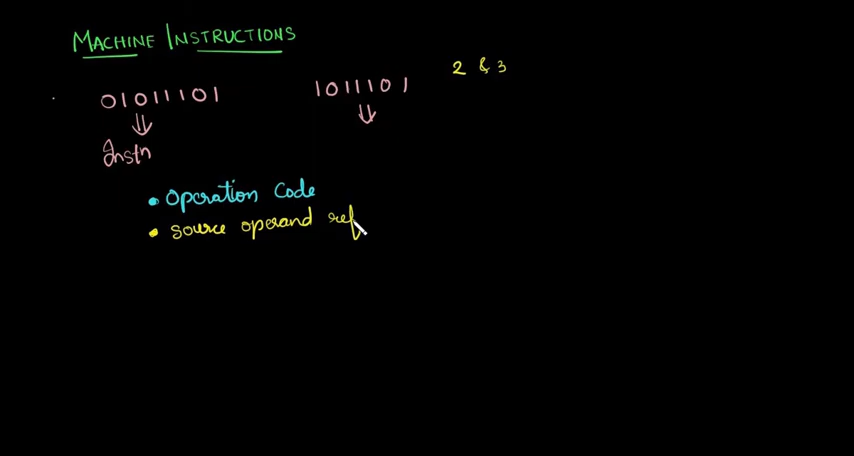 MACHINE INSTRUCTIONS
2 & 3
01011101 1011101
Instn
• Operation Code
• Source operand ref